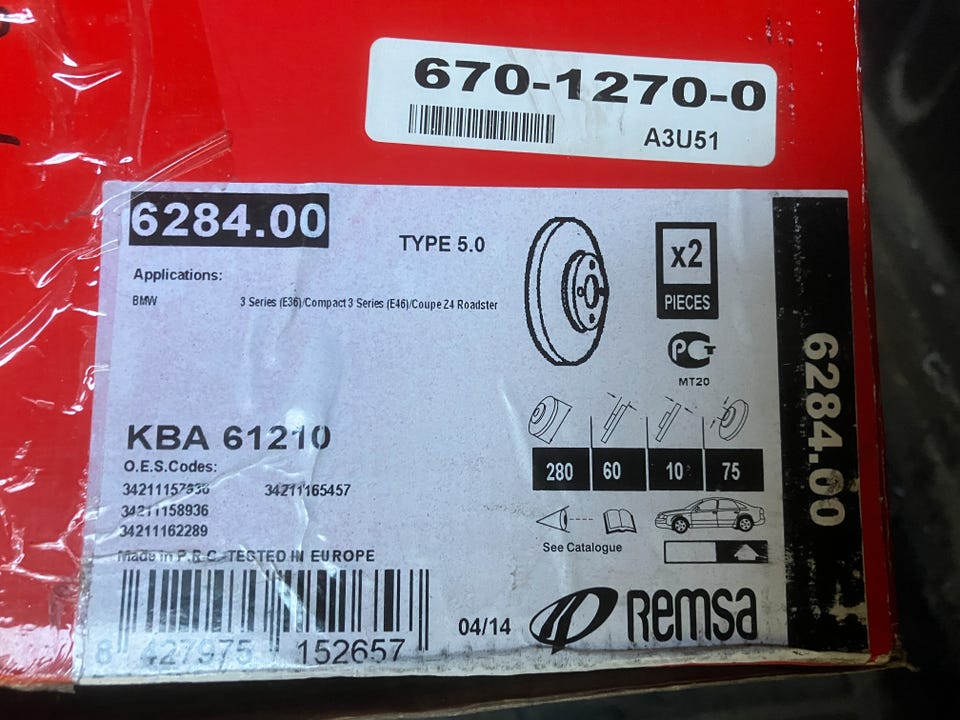 670-1270-0
A3U51
6284.00
TYPE 5.0
x2
PIECES
Applications:
BMW 3 Series (E36)/Compact 3 Series (E46)/Coupe Z4 Roadster
MT20
KBA 61210
280 60 10 75
O.E.S.Codes:
34211165457
34211158936
34211162289
See Catalogue
Made in P.R.C.-TESTED IN EUROPE
8 427975 152657
04/14
Remsa
6284.00